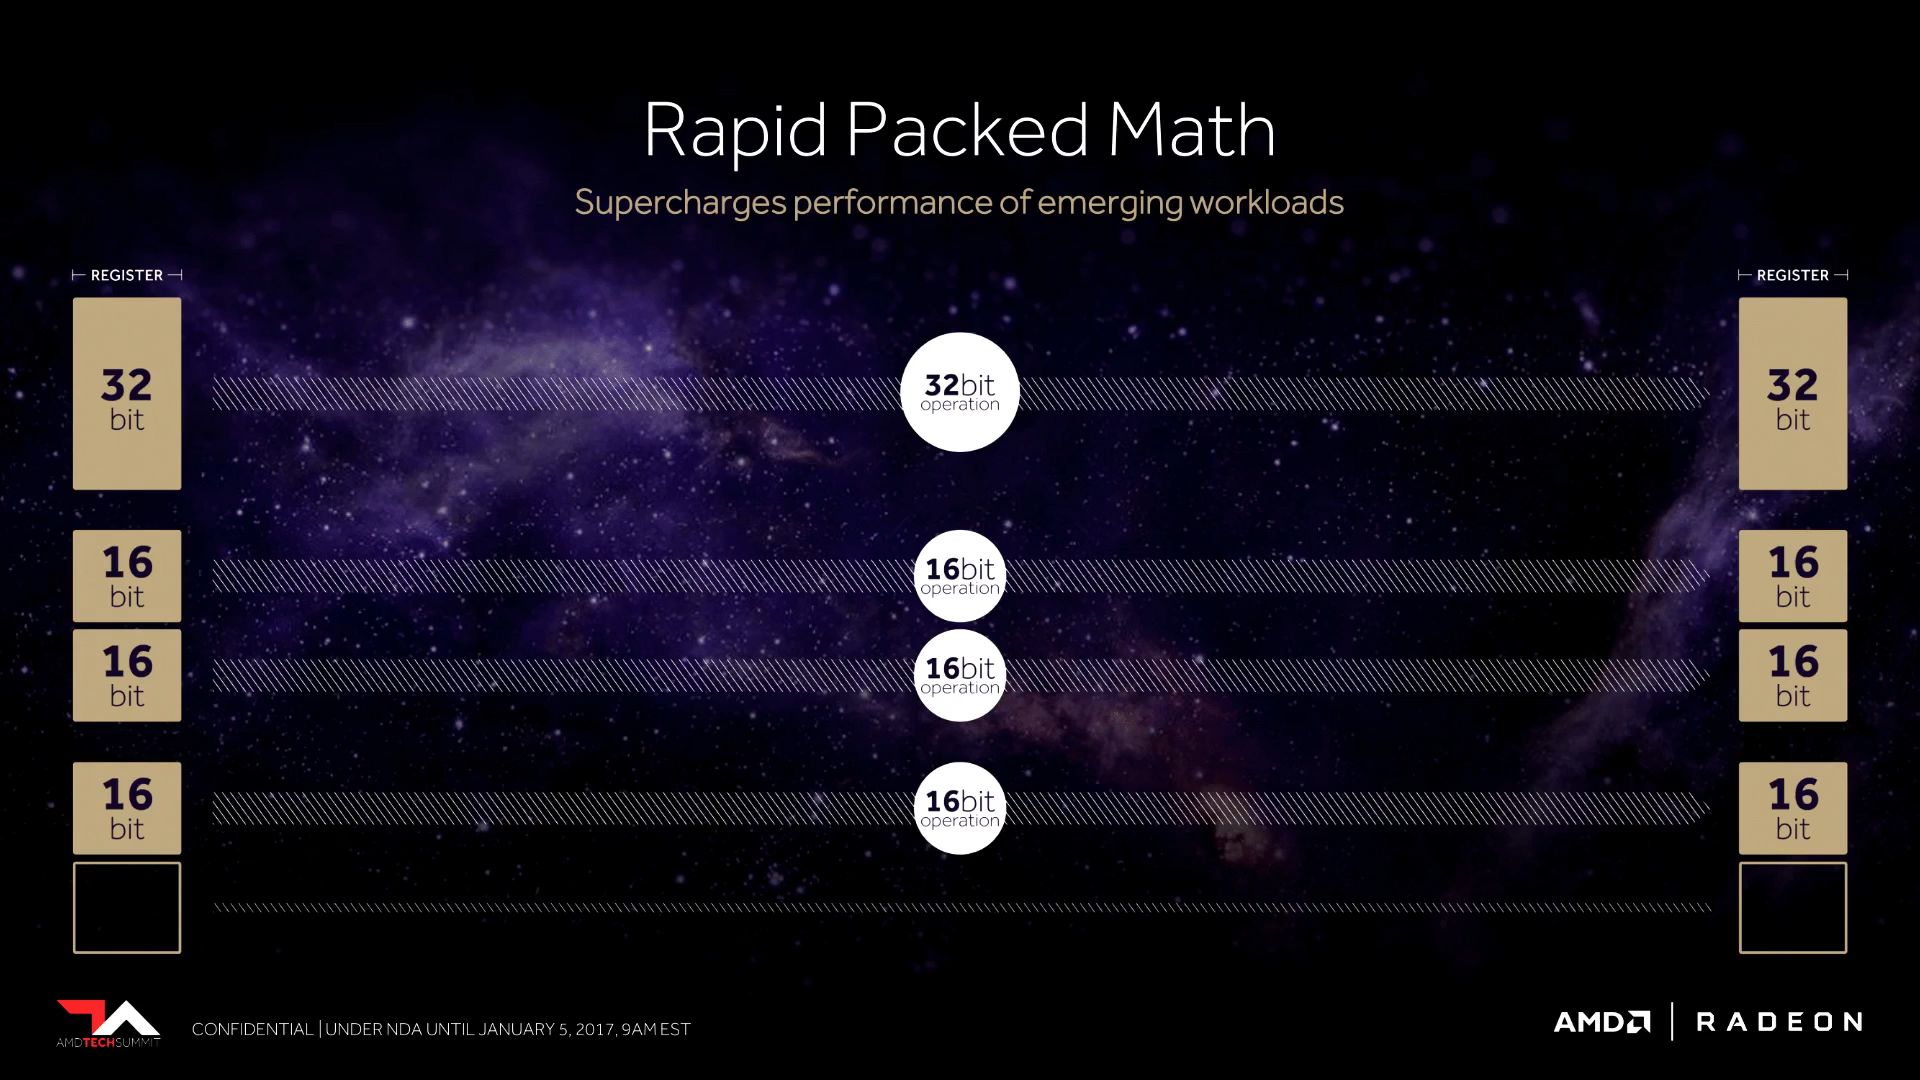 Rapid Packed Math
Supercharges performance of emerging workloads
REGISTER
REGISTER
32
bit
32bit
operation
32
bit
16
bit
16bit
operation
16
bit
16
bit
16bit
operation
16
bit
16
bit
16bit
operation
16
bit
AMDTECHSUMMIT
CONFIDENTIAL | UNDER NDA UNTIL JANUARY 5, 2017, 9AM EST
AMD | RADEON